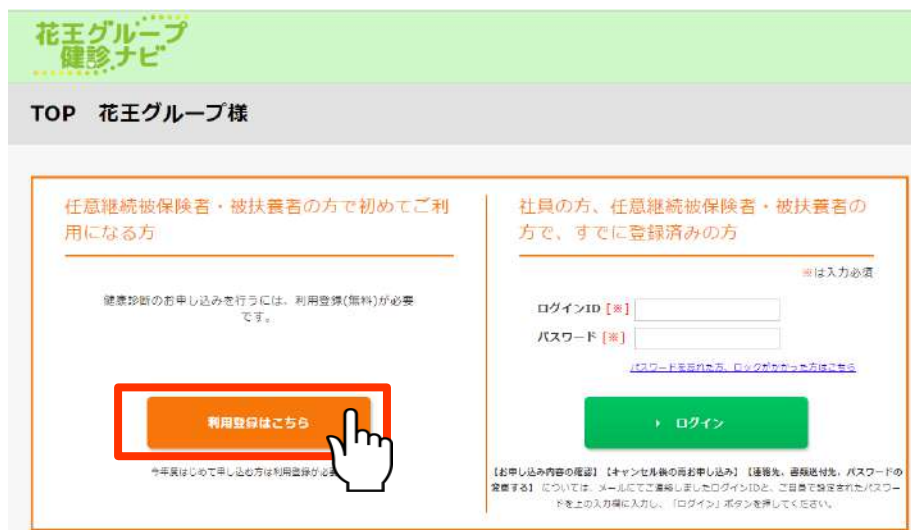 花王グループ
健診ナビ
TOP 花王グループ様
任意継続被保険者・被扶養者の方で初めてご利
用になる方
健康診断のお申し込みを行うには、利用登録(無料)が必要
です。
利用登録はこちら
今年度はじめて申し込む方は利用登録が必
社員の方、任意継続被保険者・被扶養者の
方で、すでに登録済みの方
※は入力必須
ログインID [※]
パスワード [※]
パスワードを忘れた方、ロックがかかった方はこちら
ログイン
【お申し込み内容の確認】【キャンセル後の再お申し込み】【連絡先、書類送付先、パスワードの
変更する】については、メールにてご連絡しましたログインIDと、ご自身で設定されたパスワー
ドを上の入力欄に入力し、「ログイン」ボタンを押してください。